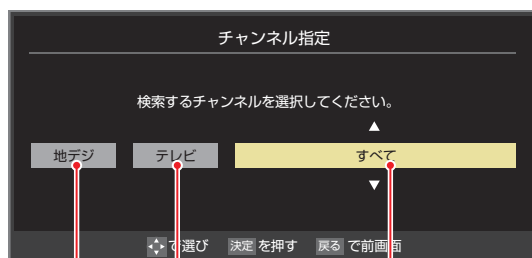 チャンネル指定
検索するチャンネルを選択してください。
地デジ テレビ すべて
で選び 決定 を押す 戻る で前画面